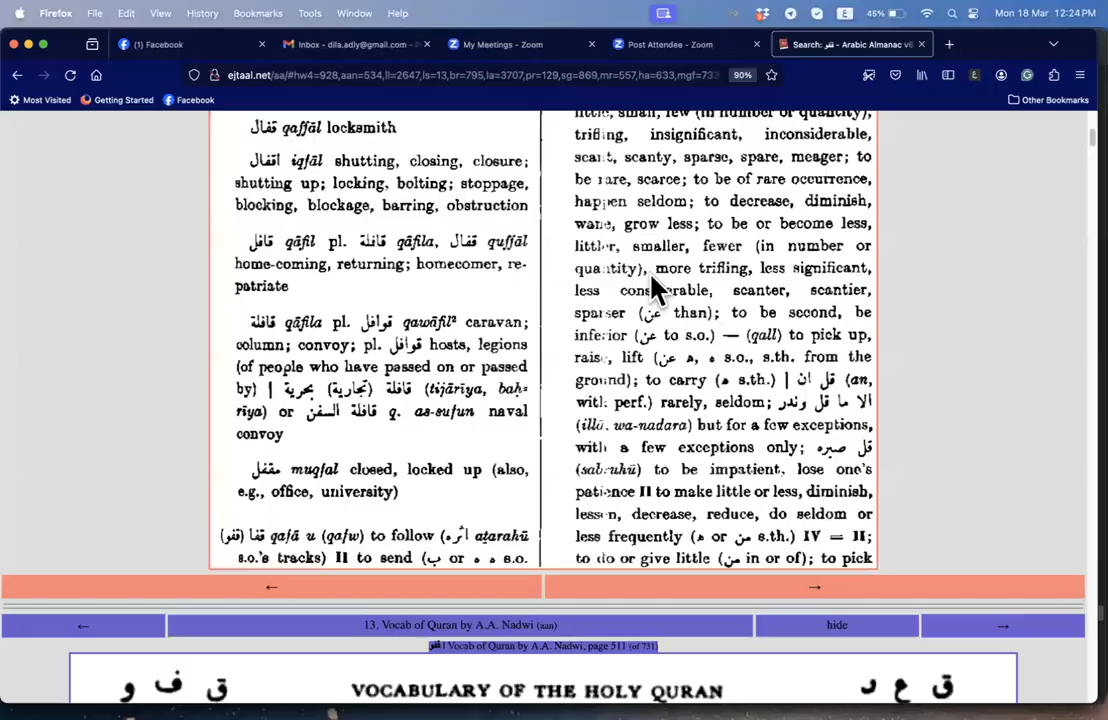 Firefox File Edit View History Bookmarks Tools Window Help
45% Mon 18 Mar 12:24PM
(1) Facebook
Inbox - dila.adly@gmail.com -
My Meetings - Zoom
Post Attendee - Zoom
Search: قفو - Arabic Almanac v6
ejtaal.net/aa/#hw4=928,aan=534,ll=2647,ls=13,br=795,la=3707,pr=129,sg=869,mr=557,ha=633,mgf=733
90%
Most Visited Getting Started Facebook Other Bookmarks
قفال qaffāl locksmith
اقفال iqfāl shutting, closing, closure;
shutting up; locking, bolting; stoppage,
blocking, blockage, barring, obstruction
قافل qāfil pl. قافلة qāfila, قفال quffāl
home-coming, returning; homecomer, re-
patriate
قافلة qāfila pl. قوافل qawāfil² caravan;
column; convoy; pl. قوافل hosts, legions
(of people who have passed on or passed
by) | قافلة (تجارية) بحرية (tijārīya, baḥ-
rīya) or قافلة السفن q. as-sufun naval
convoy
مقفل muqfal closed, locked up (also,
e.g., office, university)
(قفو) قفا qafā u (qafw) to follow (اثره aṯarahū
s.o.'s tracks) II to send (ب or ه ه s.o.
little, small, few (in number or quantity),
trifling, insignificant, inconsiderable,
scant, scanty, sparse, spare, meager; to
be rare, scarce; to be of rare occurrence,
happen seldom; to decrease, diminish,
wane, grow less; to be or become less,
littler, smaller, fewer (in number or
quantity), more trifling, less significant,
less considerable, scanter, scantier,
sparser (عن than); to be second, be
inferior (عن to s.o.) — (qall) to pick up,
raise, lift (عن ه, ه s.o., s.th. from the
ground); to carry (ه s.th.) | قل ان (an,
with perf.) rarely, seldom; الا ما قل وندر
(illā, wa-nadara) but for a few exceptions,
with a few exceptions only; قل صبره
(sabruhū) to be impatient, lose one's
patience II to make little or less, diminish,
lessen, decrease, reduce, do seldom or
less frequently (ه or من s.th.) IV = II;
to do or give little (من in or of); to pick
← →
← 13. Vocab of Quran by A.A. Nadwi (aan) hide →
قفو | Vocab of Quran by A.A. Nadwi, page 511 (of 731)
ق ف و VOCABULARY OF THE HOLY QURAN ق ع د